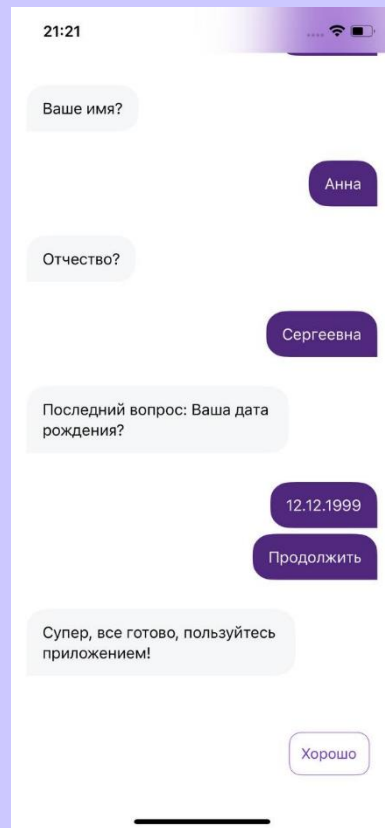 21:21
Ваше имя?
Анна
Отчество?
Сергеевна
Последний вопрос: Ваша дата
рождения?
12.12.1999
Продолжить
Супер, все готово, пользуйтесь
приложением!
Хорошо